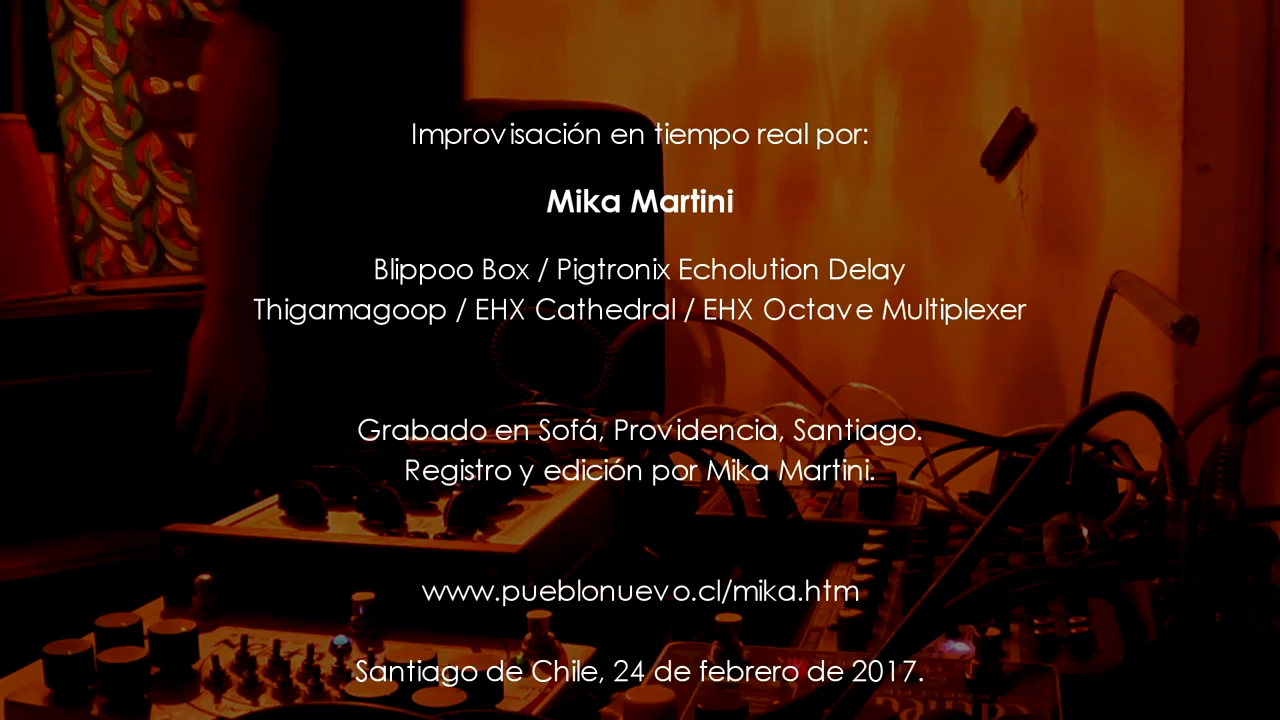 Improvisación en tiempo real por:
Mika Martini
Blippoo Box / Pigtronix Echolution Delay
Thigamagoop / EHX Cathedral / EHX Octave Multiplexer
Grabado en Sofá, Providencia, Santiago.
Registro y edición por Mika Martini.
www.pueblonuevo.cl/mika.htm
Santiago de Chile, 24 de febrero de 2017.